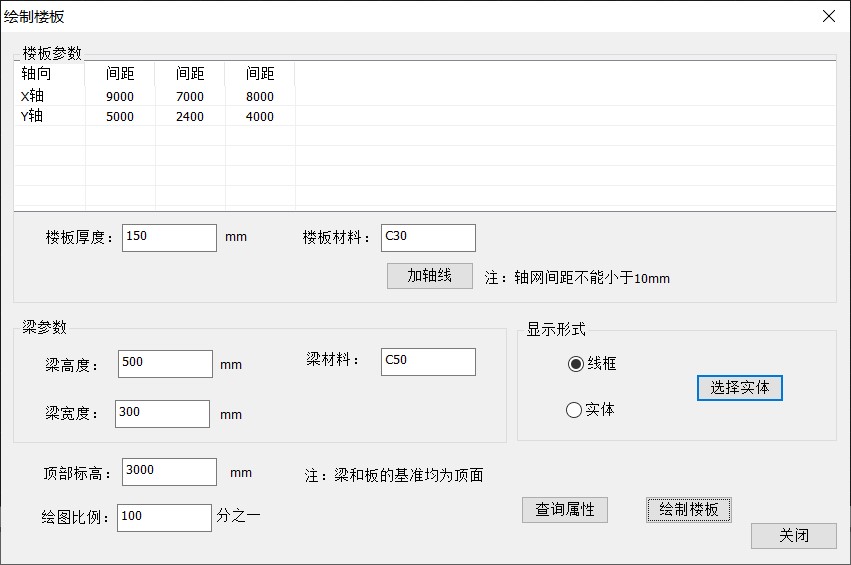 绘制楼板
楼板参数
轴向 间距 间距 间距
X轴 9000 7000 8000
Y轴 5000 2400 4000
楼板厚度： 150 mm 楼板材料： C30
加轴线 注：轴网间距不能小于10mm
梁参数
梁高度： 500 mm 梁材料： C50
梁宽度： 300 mm
显示形式
线框
选择实体
实体
顶部标高： 3000 mm 注：梁和板的基准均为顶面
绘图比例： 100 分之一
查询属性 绘制楼板
关闭